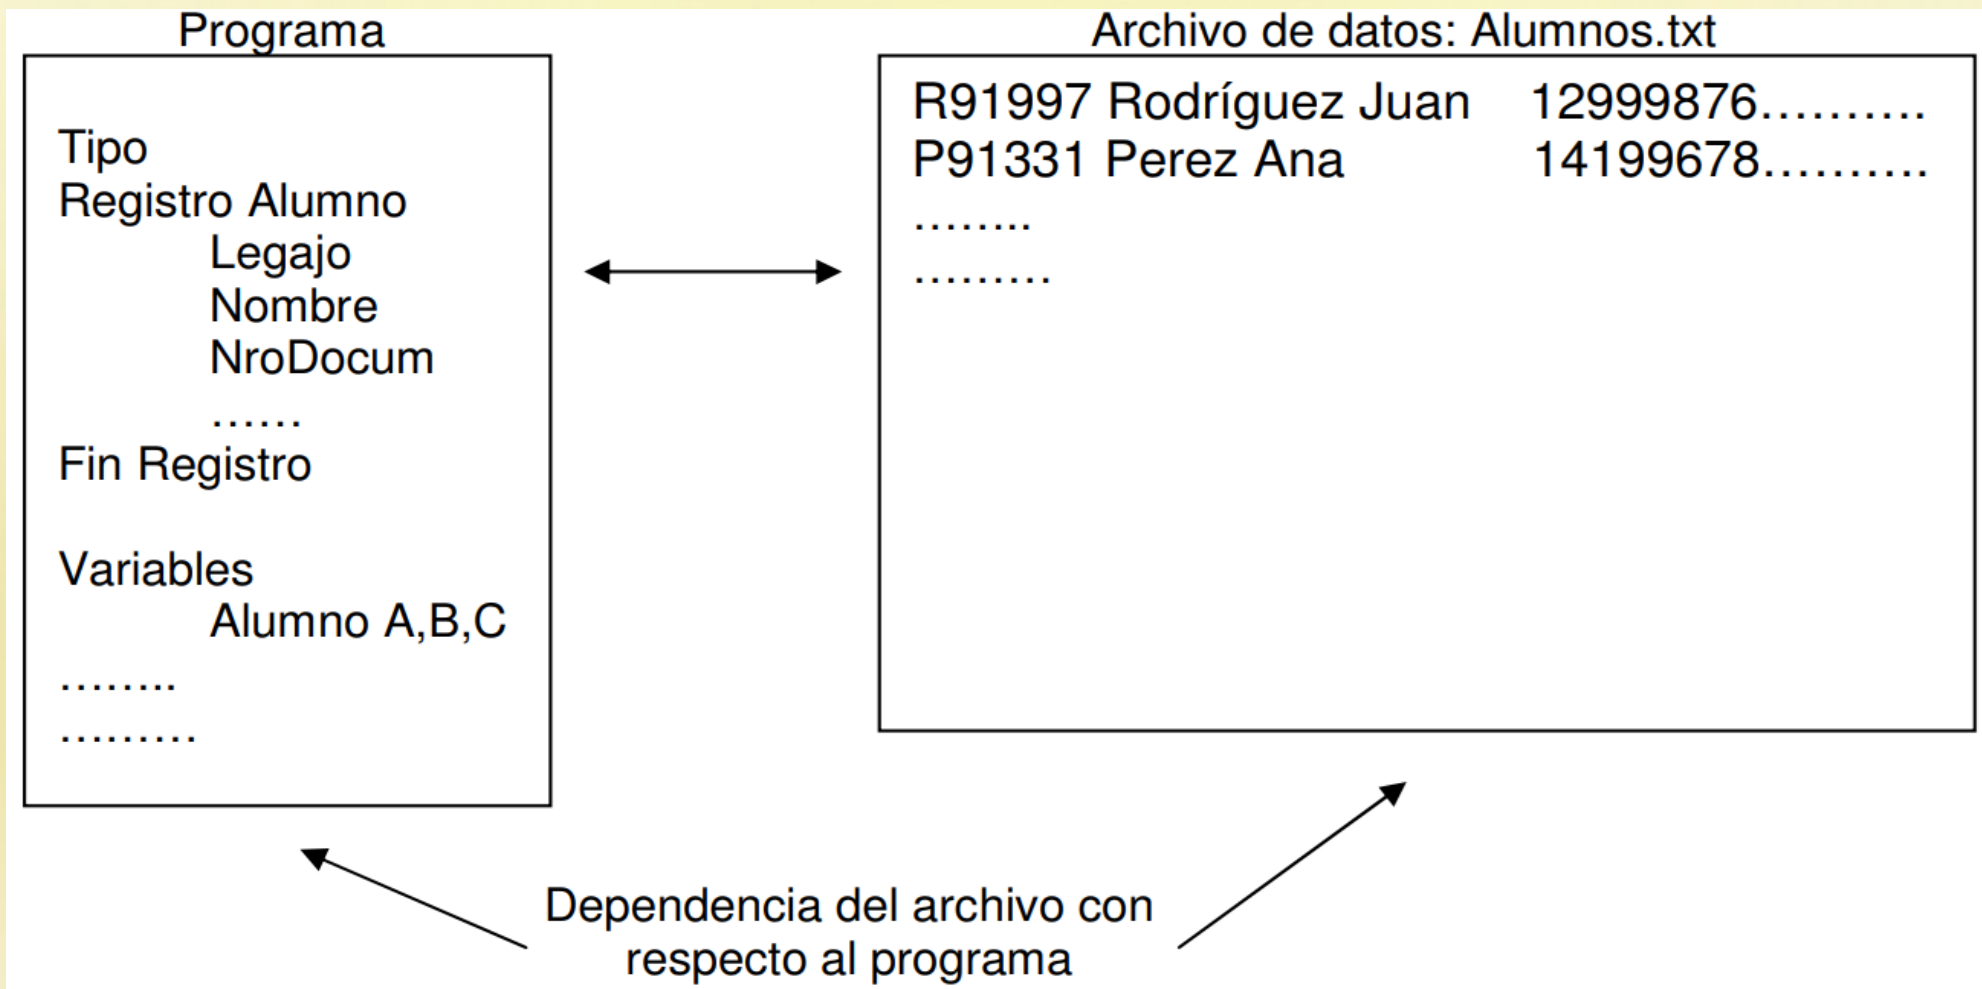 Programa
Tipo
Registro Alumno
Legajo
Nombre
NroDocum
……
Fin Registro
Variables
Alumno A,B,C
……..
………
Archivo de datos: Alumnos.txt
R91997 Rodríguez Juan 12999876……….
P91331 Perez Ana 14199678……….
……..
………
Dependencia del archivo con
respecto al programa